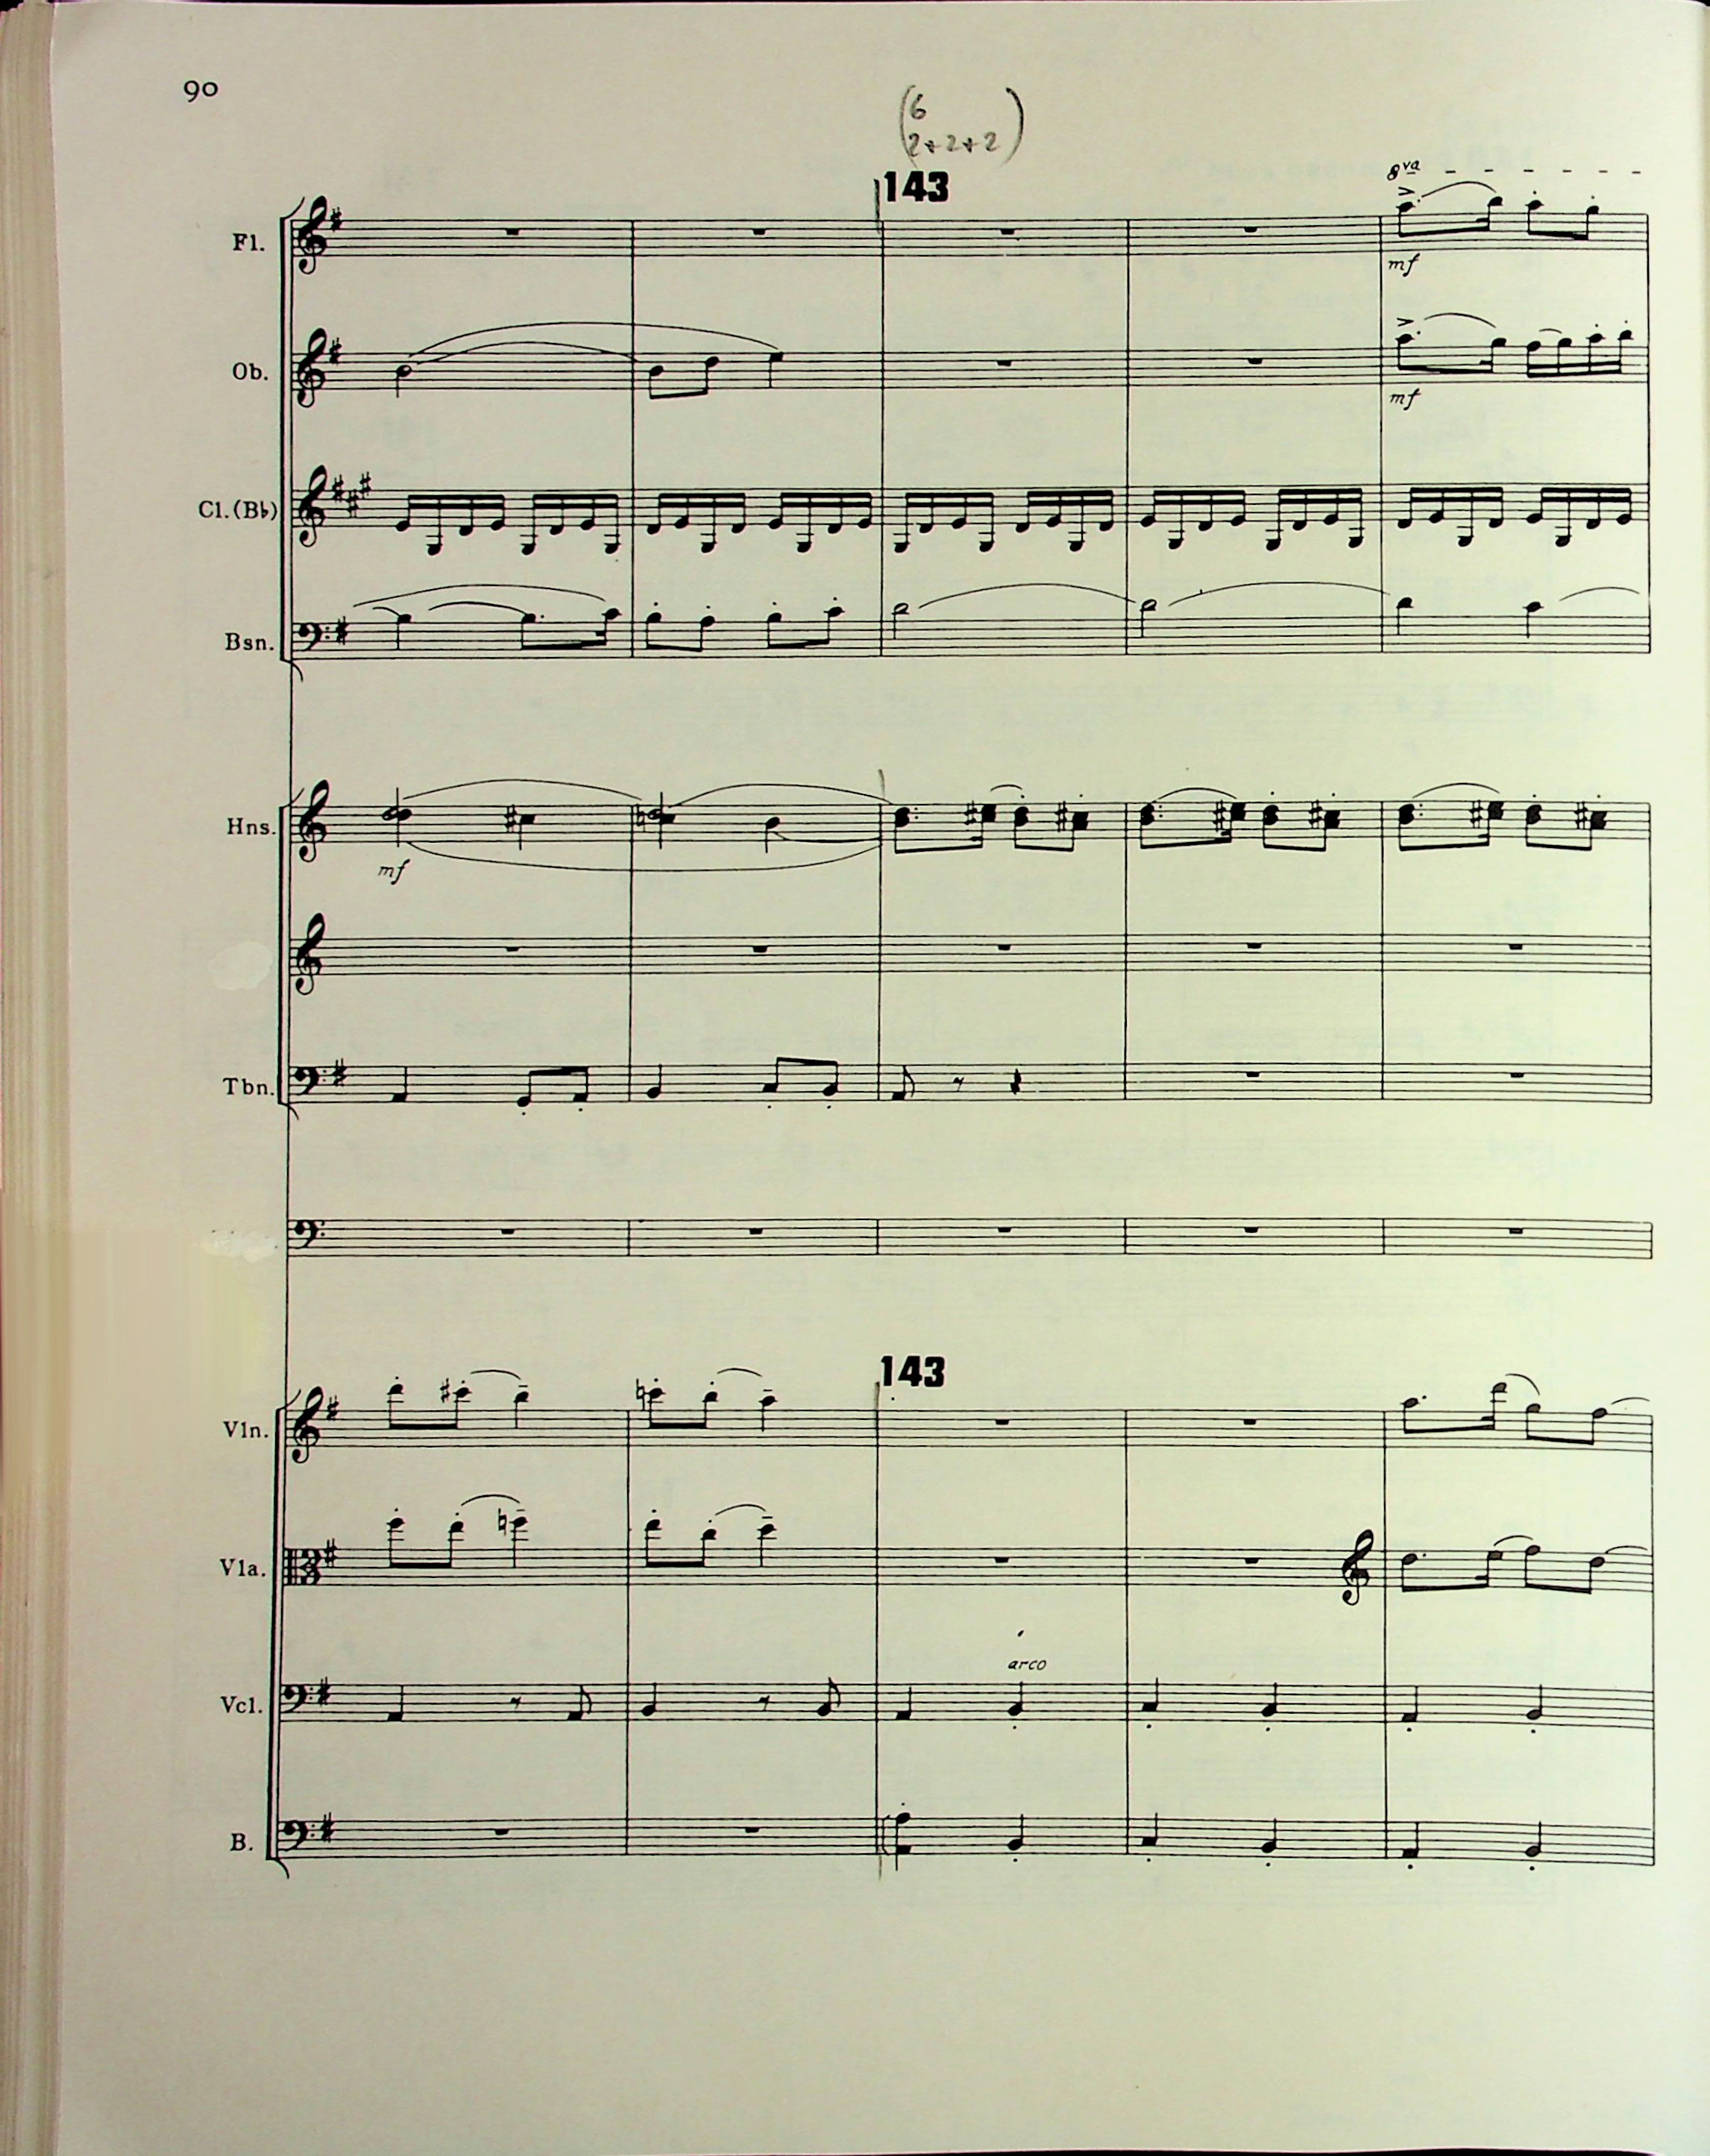 90
(6
2+2+2)
143
8va
Fl.
mf
Ob.
mf
Cl.(B♭)
Bsn.
Hns.
mf
Tbn.
143
Vln.
Vla.
arco
Vcl.
B.